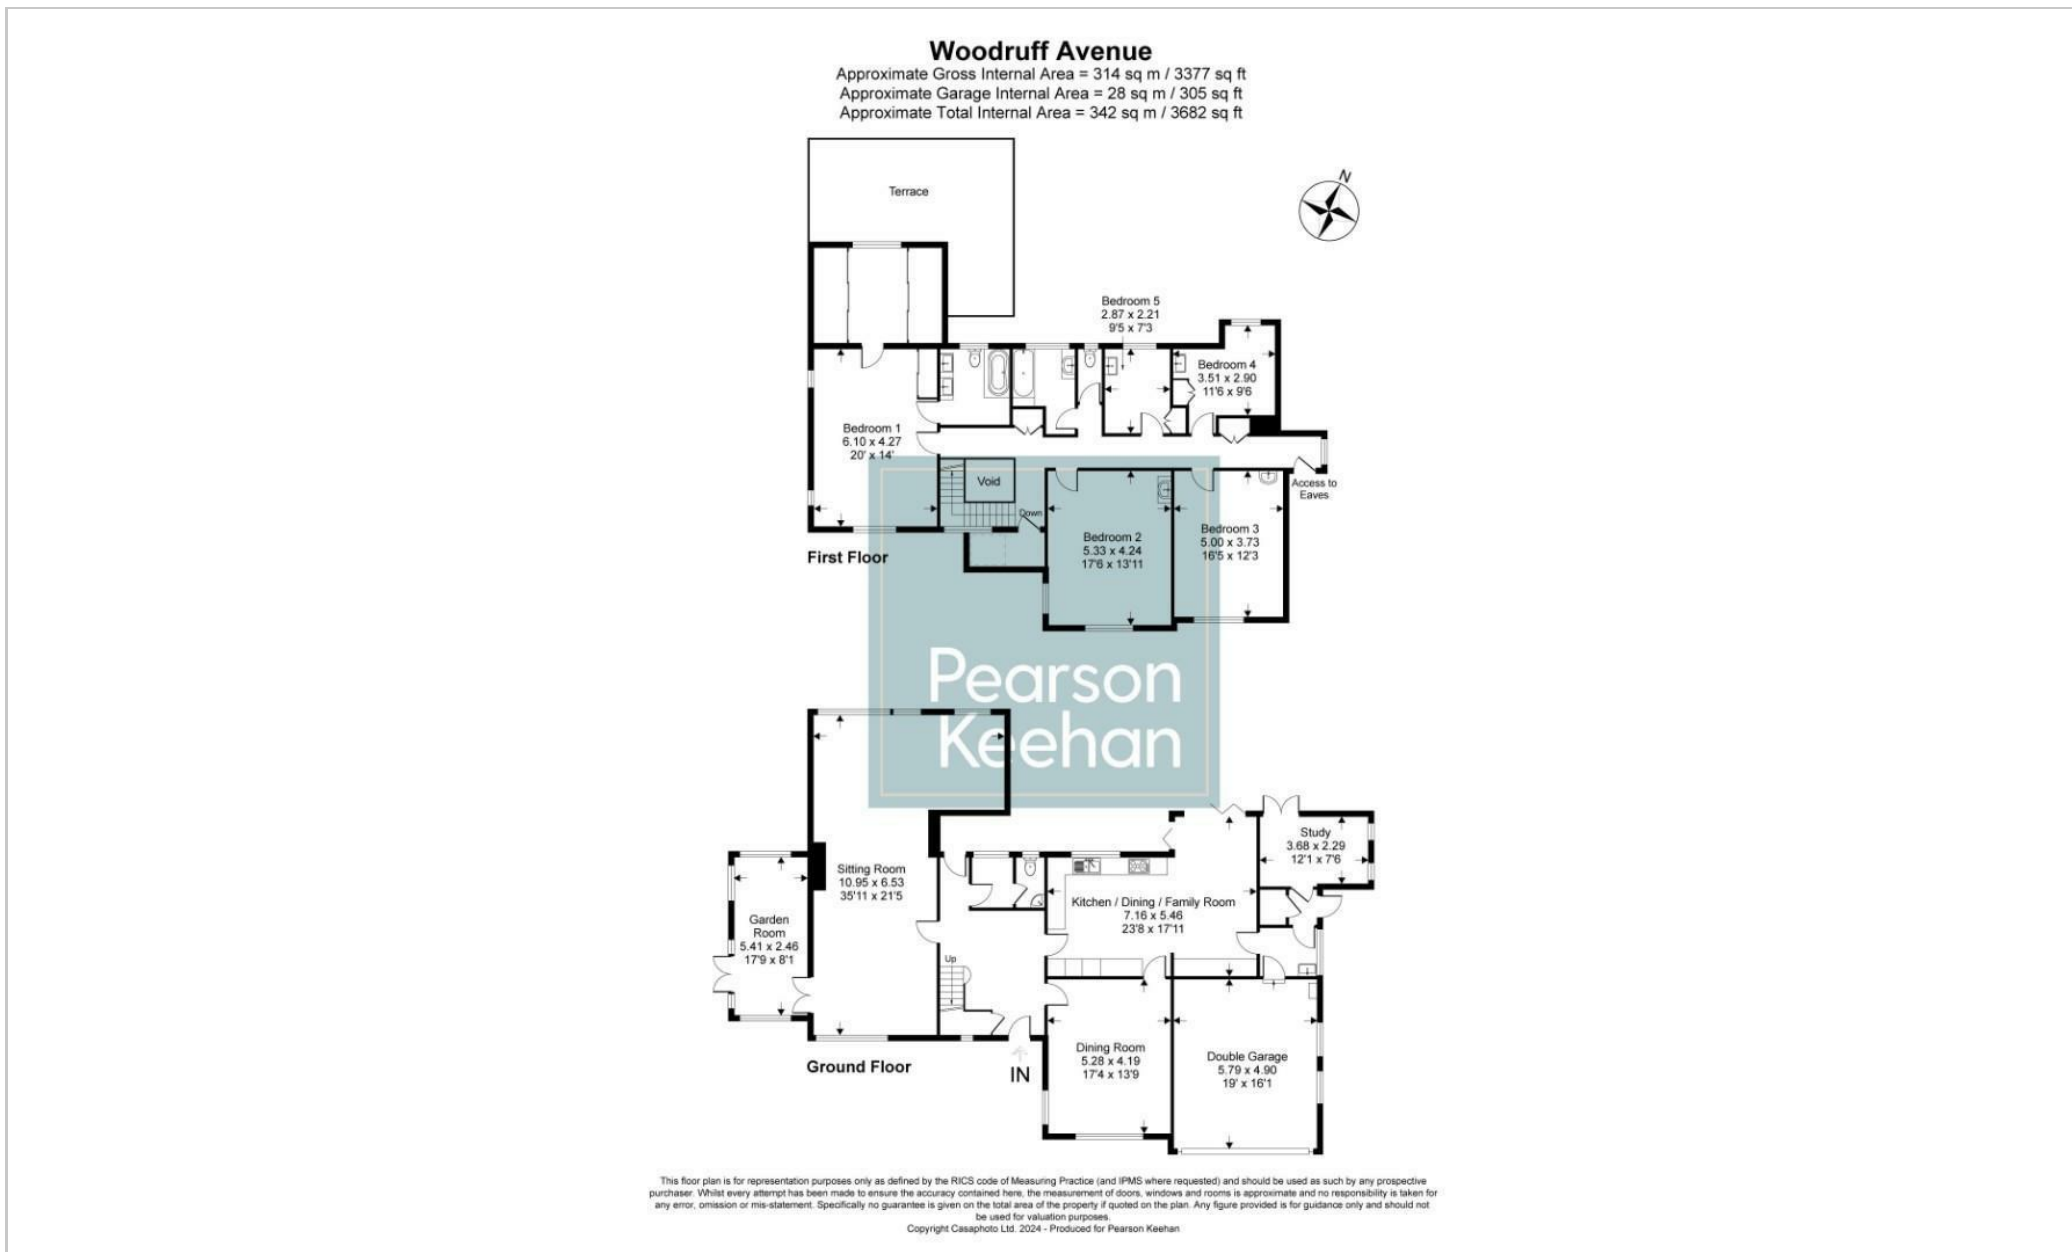 Woodruff Avenue
Approximate Gross Internal Area = 314 sq m / 3377 sq ft
Approximate Garage Internal Area = 28 sq m / 305 sq ft
Approximate Total Internal Area = 342 sq m / 3682 sq ft
N
Terrace
Bedroom 5
2.87 x 2.21
9'5 x 7'3
Bedroom 4
3.51 x 2.90
11'6 x 9'6
Bedroom 1
6.10 x 4.27
20' x 14'
Void
Down
Access to
Eaves
Bedroom 2
5.33 x 4.24
17'6 x 13'11
Bedroom 3
5.00 x 3.73
16'5 x 12'3
First Floor
Pearson
Keehan
Study
3.68 x 2.29
12'1 x 7'6
Sitting Room
10.95 x 6.53
35'11 x 21'5
Kitchen / Dining / Family Room
7.16 x 5.46
23'8 x 17'11
Garden
Room
5.41 x 2.46
17'9 x 8'1
Up
Dining Room
5.28 x 4.19
17'4 x 13'9
Double Garage
5.79 x 4.90
19' x 16'1
Ground Floor
IN
This floor plan is for representation purposes only as defined by the RICS code of Measuring Practice (and IPMS where requested) and should be used as such by any prospective
purchaser. Whilst every attempt has been made to ensure the accuracy contained here, the measurement of doors, windows and rooms is approximate and no responsibility is taken for
any error, omission or mis-statement. Specifically no guarantee is given on the total area of the property if quoted on the plan. Any figure provided is for guidance only and should not
be used for valuation purposes.
Copyright Casaphoto Ltd. 2024 - Produced for Pearson Keehan